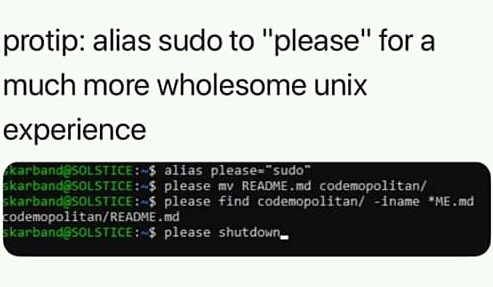 protip: alias sudo to "please" for a
much more wholesome unix
experience
skarband@SOLSTICE:~$ alias please="sudo"
skarband@SOLSTICE:~$ please mv README.md codemopolitan/
skarband@SOLSTICE:~$ please find codemopolitan/ -iname *ME.md
codemopolitan/README.md
skarband@SOLSTICE:~$ please shutdown_